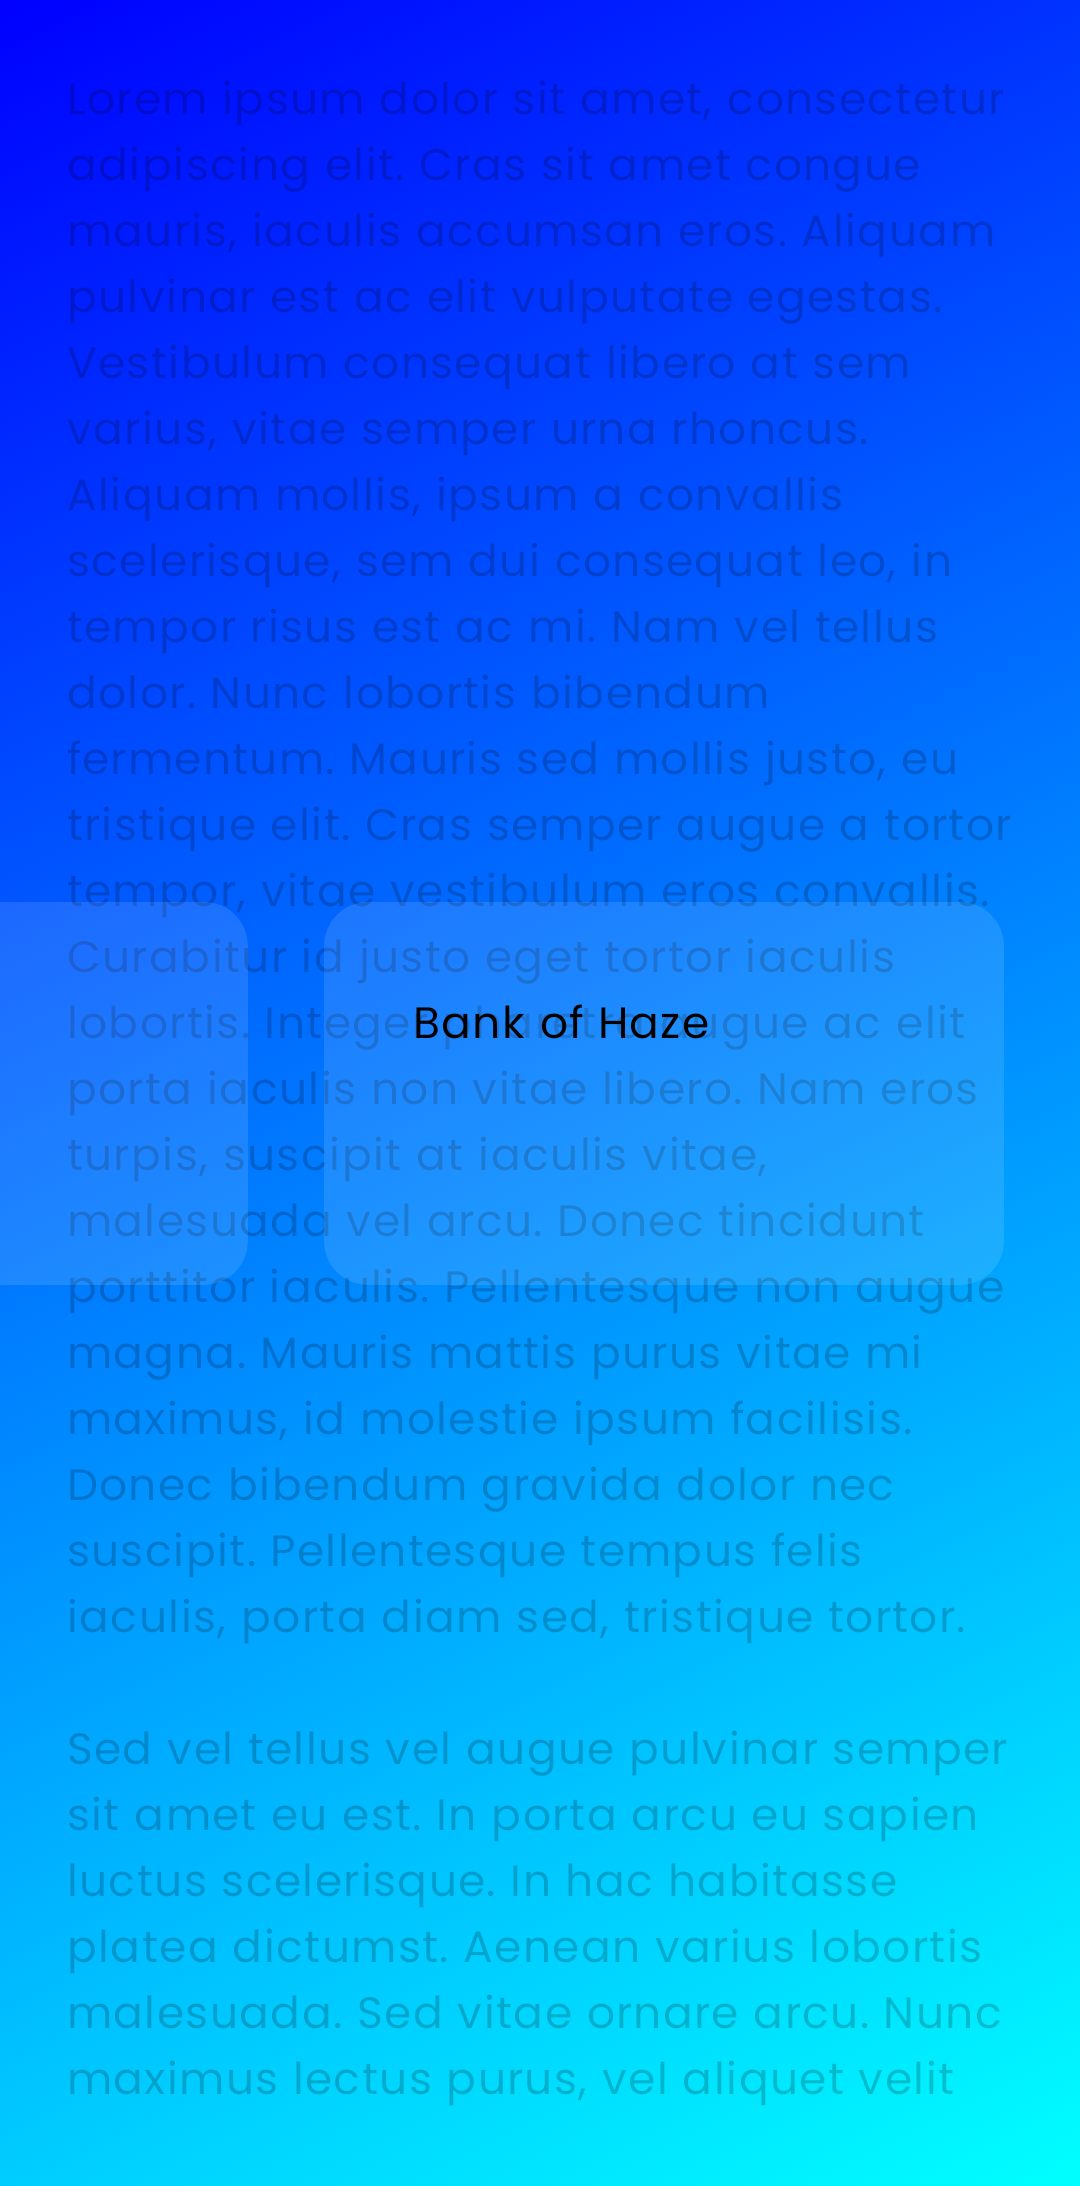 Lorem ipsum dolor sit amet, consectetur
adipiscing elit. Cras sit amet congue
mauris, iaculis accumsan eros. Aliquam
pulvinar est ac elit vulputate egestas.
Vestibulum consequat libero at sem
varius, vitae semper urna rhoncus.
Aliquam mollis, ipsum a convallis
scelerisque, sem dui consequat leo, in
tempor risus est ac mi. Nam vel tellus
dolor. Nunc lobortis bibendum
fermentum. Mauris sed mollis justo, eu
tristique elit. Cras semper augue a tortor
tempor, vitae vestibulum eros convallis.
Curabitur id justo eget tortor iaculis
lobortis. Integer augue ac elit
Bank of Haze
porta iaculis non vitae libero. Nam eros
turpis, suscipit at iaculis vitae,
malesuada vel arcu. Donec tincidunt
porttitor iaculis. Pellentesque non augue
magna. Mauris mattis purus vitae mi
maximus, id molestie ipsum facilisis.
Donec bibendum gravida dolor nec
suscipit. Pellentesque tempus felis
iaculis, porta diam sed, tristique tortor.
Sed vel tellus vel augue pulvinar semper
sit amet eu est. In porta arcu eu sapien
luctus scelerisque. In hac habitasse
platea dictumst. Aenean varius lobortis
malesuada. Sed vitae ornare arcu. Nunc
maximus lectus purus, vel aliquet velit